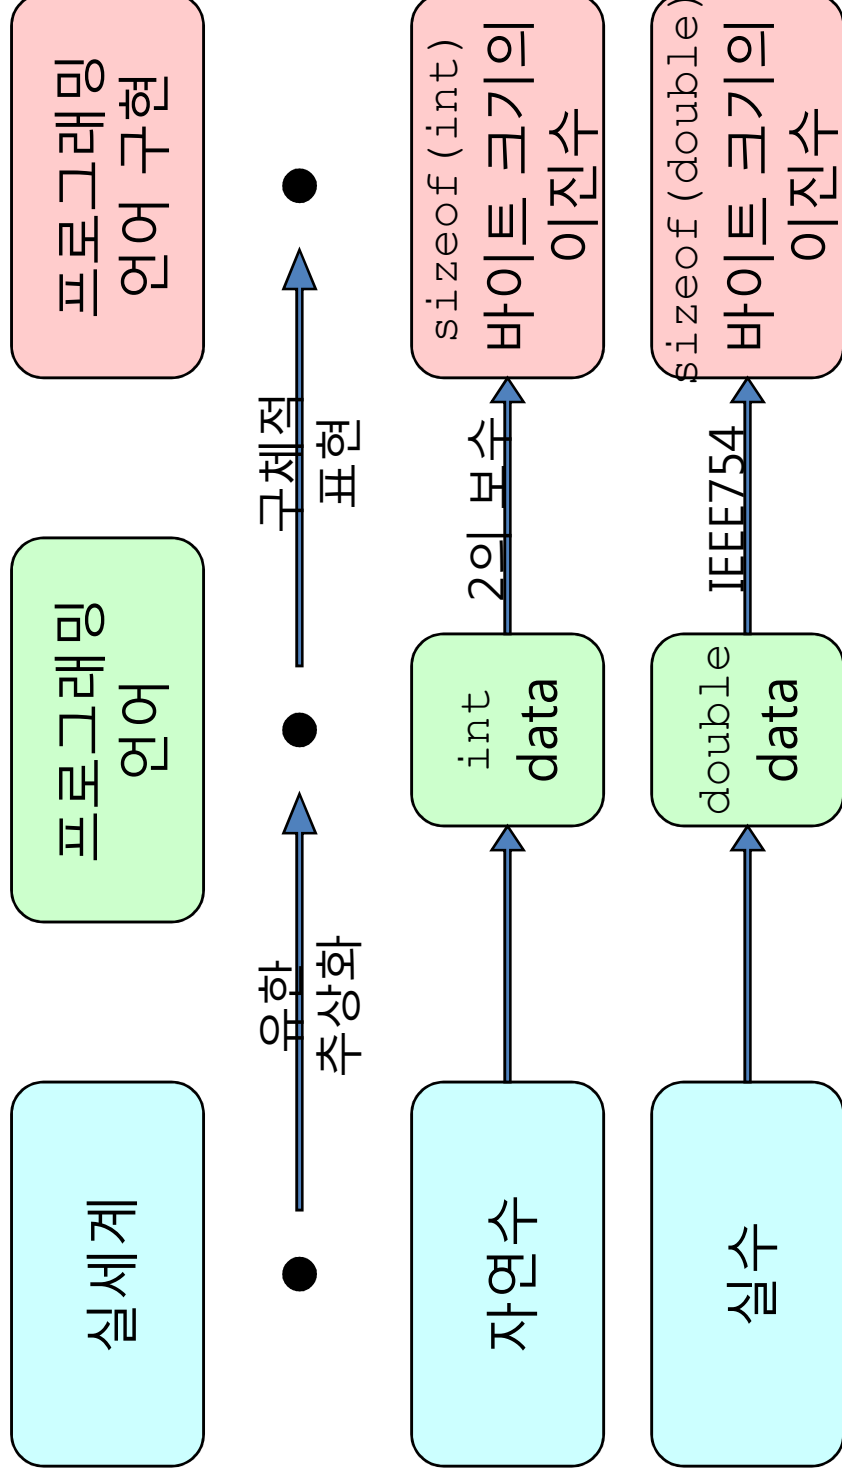 실세계
프로그래밍
언어
프로그래밍
언어 구현
유한
추상화
구체적
표현
자연수
int
data
2의 보수
sizeof(int)
바이트 크기의
이진수
실수
double
data
IEEE754
sizeof(double)
바이트 크기의
이진수